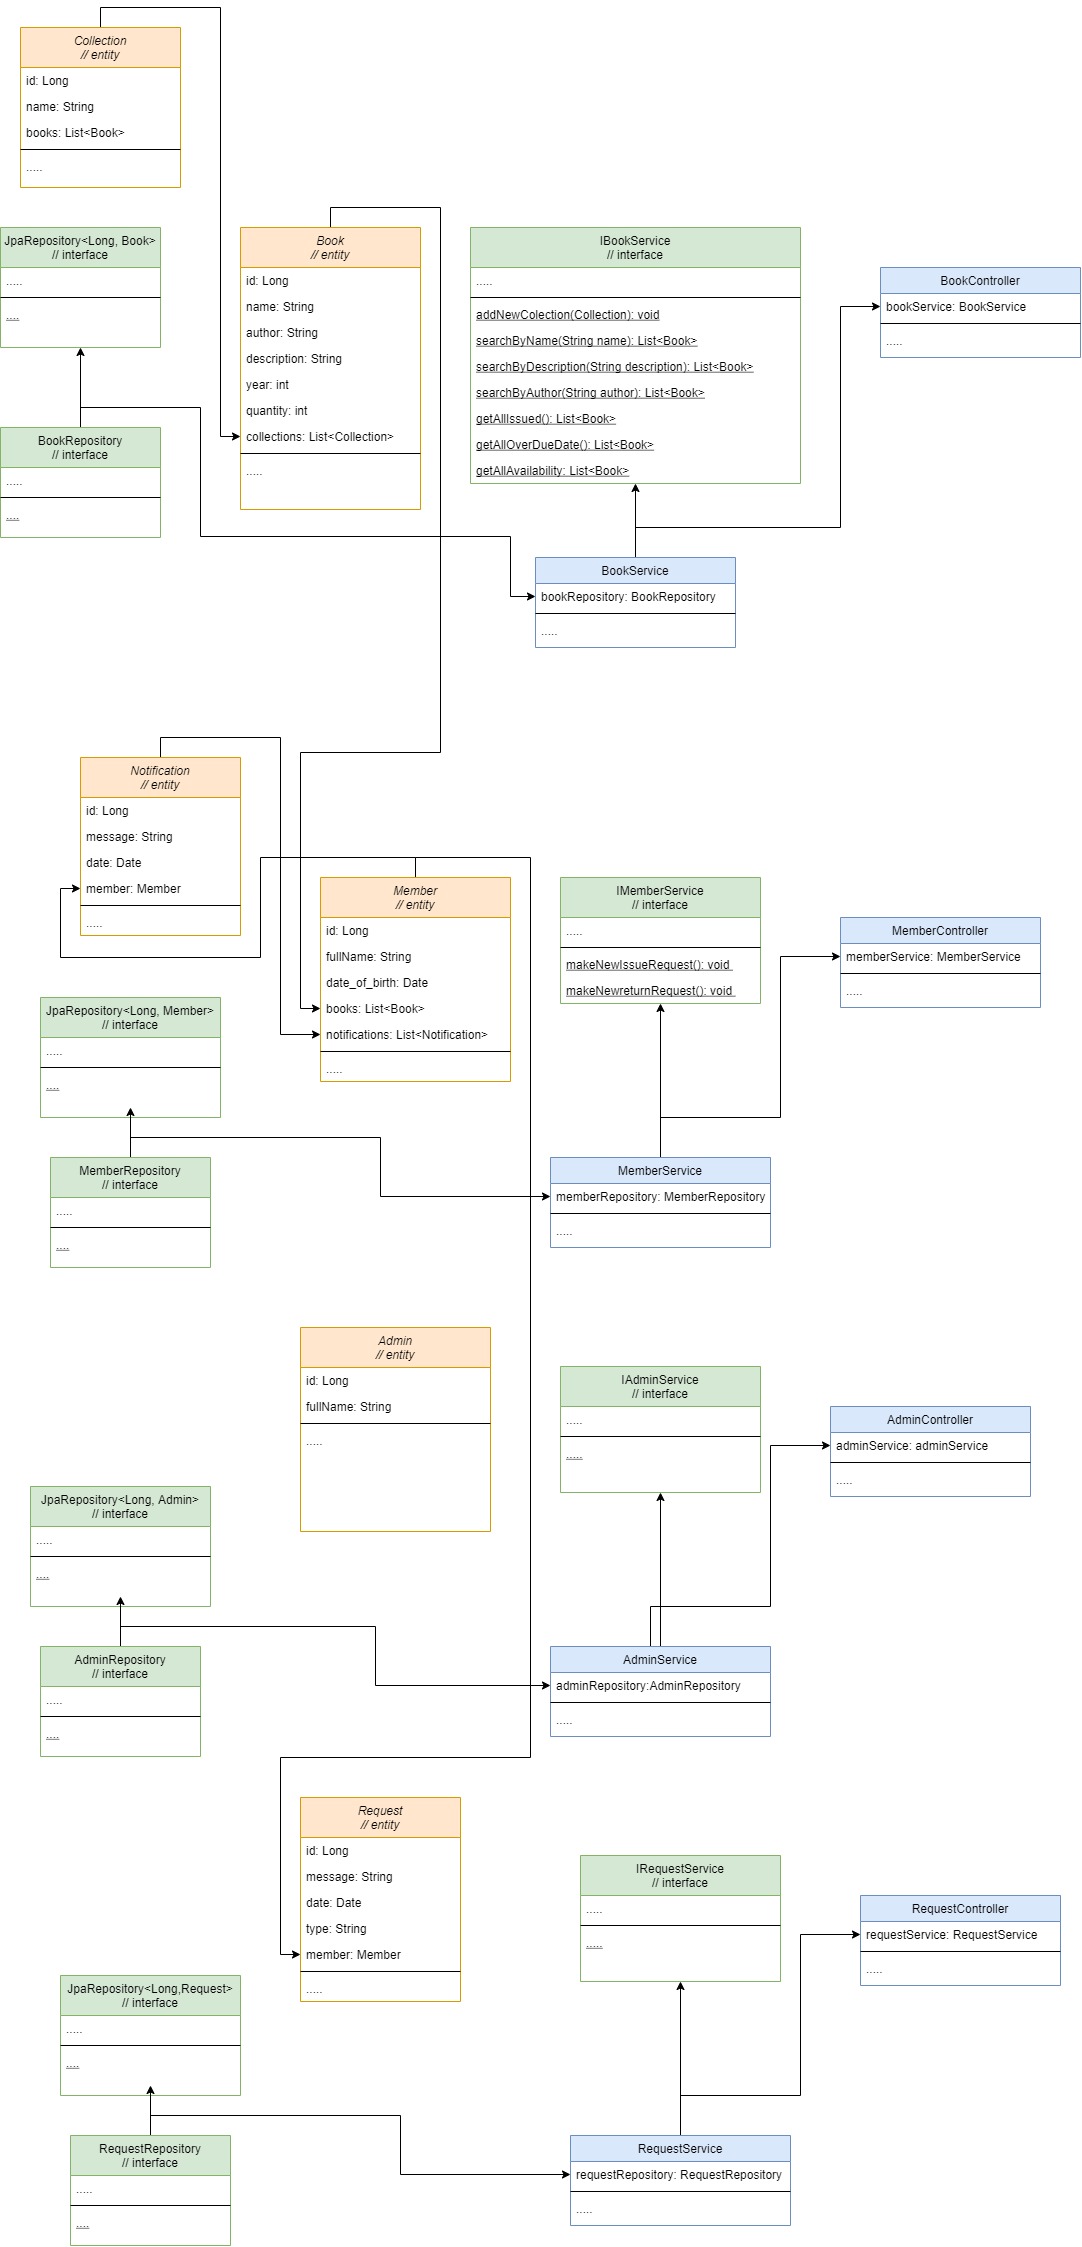 Collection
// entity
id: Long
name: String
books: List<Book>
.....
JpaRepository<Long, Book>
// interface
.....
....
BookRepository
// interface
.....
....
Book
// entity
id: Long
name: String
author: String
description: String
year: int
quantity: int
collections: List<Collection>
.....
IBookService
// interface
.....
addNewColection(Collection): void
searchByName(String name): List<Book>
searchByDescription(String description): List<Book>
searchByAuthor(String author): List<Book>
getAllIssued(): List<Book>
getAllOverDueDate(): List<Book>
getAllAvailability: List<Book>
BookController
bookService: BookService
.....
BookService
bookRepository: BookRepository
.....
Notification
// entity
id: Long
message: String
date: Date
member: Member
.....
Member
// entity
id: Long
fullName: String
date_of_birth: Date
books: List<Book>
notifications: List<Notification>
.....
IMemberService
// interface
.....
makeNewIssueRequest(): void
makeNewreturnRequest(): void
MemberController
memberService: MemberService
.....
JpaRepository<Long, Member>
// interface
.....
....
MemberRepository
// interface
.....
....
MemberService
memberRepository: MemberRepository
.....
Admin
// entity
id: Long
fullName: String
.....
IAdminService
// interface
.....
.....
AdminController
adminService: adminService
.....
JpaRepository<Long, Admin>
// interface
.....
....
AdminRepository
// interface
.....
....
AdminService
adminRepository:AdminRepository
.....
Request
// entity
id: Long
message: String
date: Date
type: String
member: Member
.....
IRequestService
// interface
.....
.....
RequestController
requestService: RequestService
.....
JpaRepository<Long,Request>
// interface
.....
....
RequestRepository
// interface
.....
....
RequestService
requestRepository: RequestRepository
.....